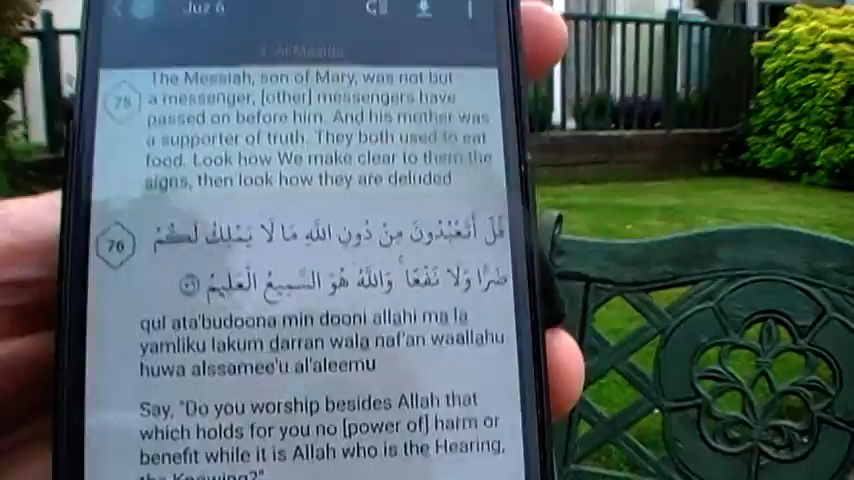 Juz 6
The Messiah, son of Mary, was not but
75 a messenger; [other] messengers have
passed on before him. And his mother was
a supporter of truth. They both used to eat
food. Look how We make clear to them the
signs, then look how they are deluded
76 قُلْ أَتَعْبُدُونَ مِنْ دُونِ اللَّهِ مَا لَا يَمْلِكُ لَكُمْ
ضَرًّا وَلَا نَفْعًا ۚ وَاللَّهُ هُوَ السَّمِيعُ الْعَلِيمُ
qul ata'budoona min dooni allahi ma la
yamliku lakum darran wala naf'an waallahu
huwa alssamee'u al'aleemu
Say, "Do you worship besides Allah that
which holds for you no [power of] harm or
benefit while it is Allah who is the Hearing,
the Knowing?"